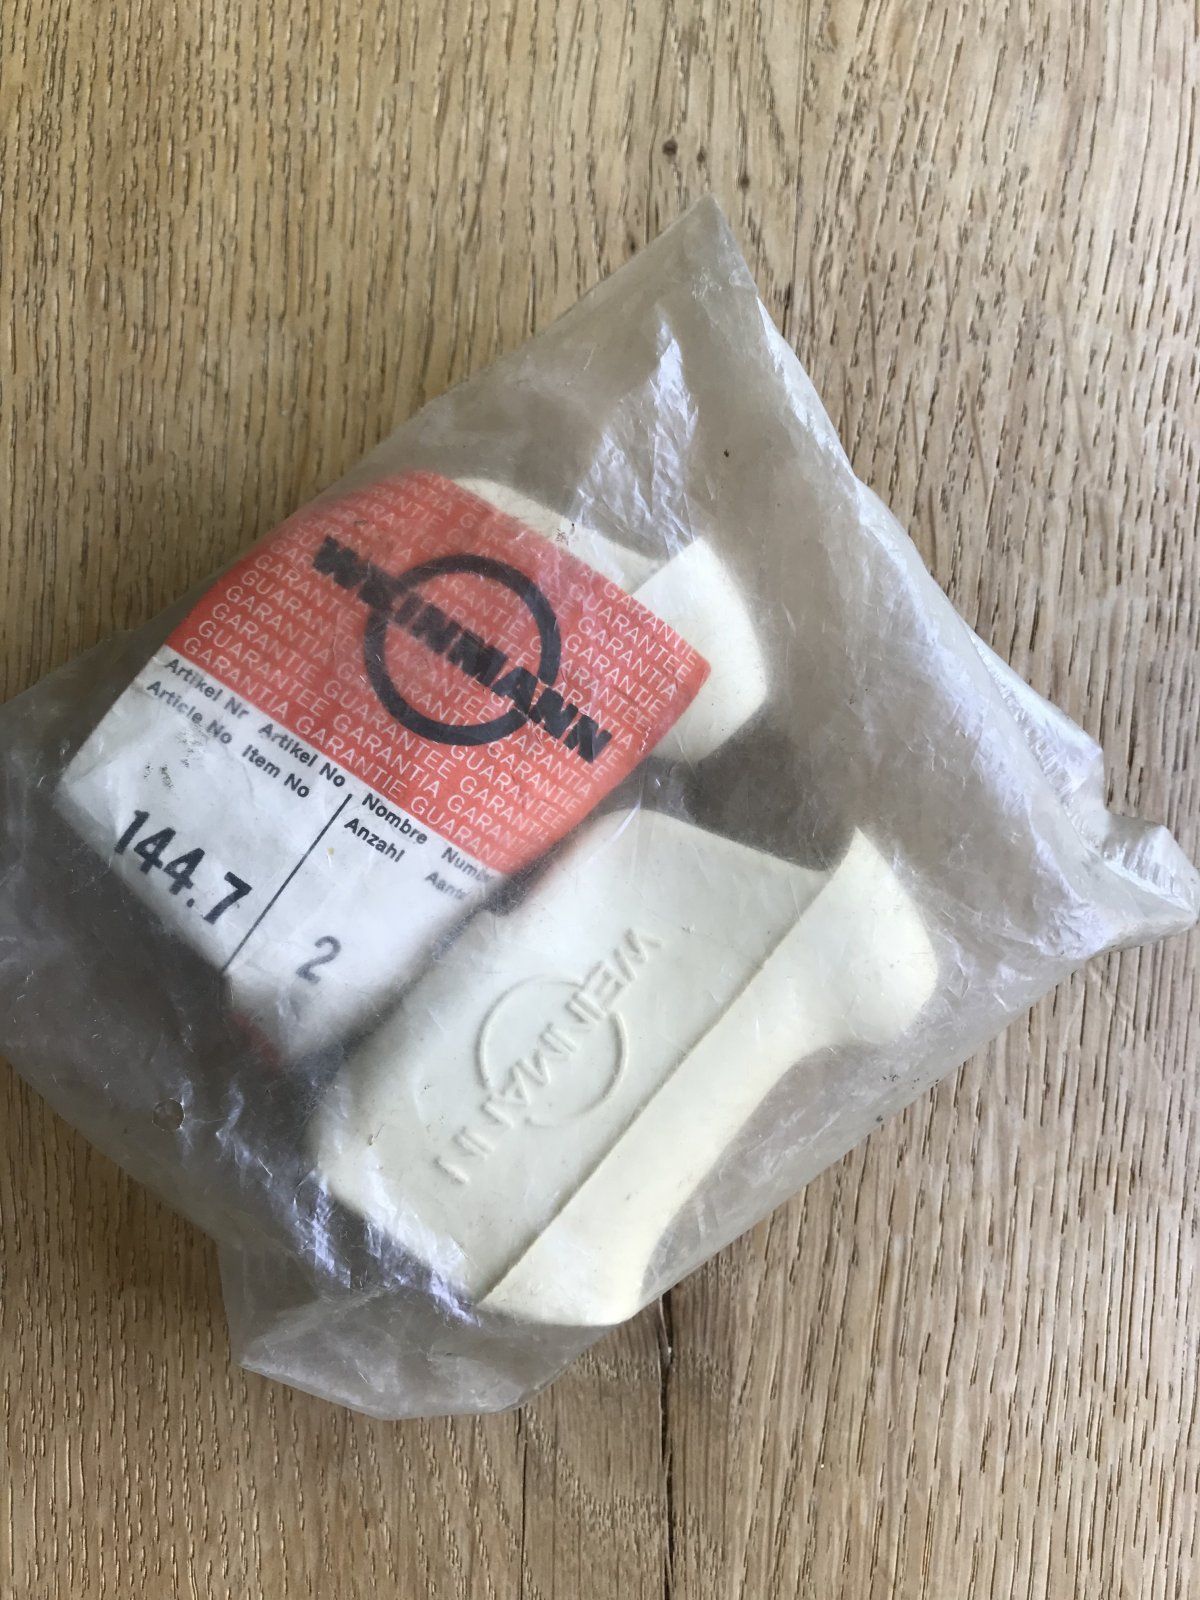 WEINMANN
GARANTIE GUARANTEE GARANTIA
Artikel Nr Artikel No Nombre
Article No Item No Anzahl
144.7 2
WEINMANN